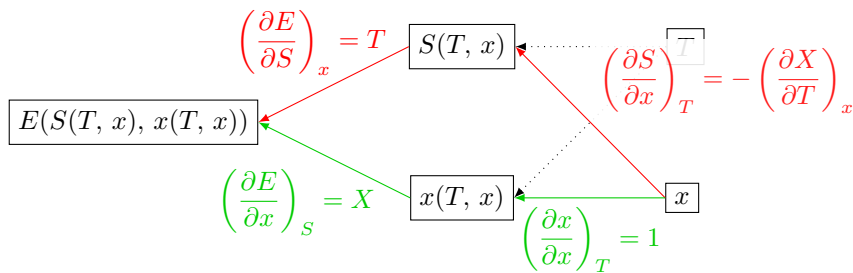 (∂E/∂S)_x = T
S(T, x)
T
(∂S/∂x)_T = −(∂X/∂T)_x
E(S(T, x), x(T, x))
(∂E/∂x)_S = X
x(T, x)
x
(∂x/∂x)_T = 1